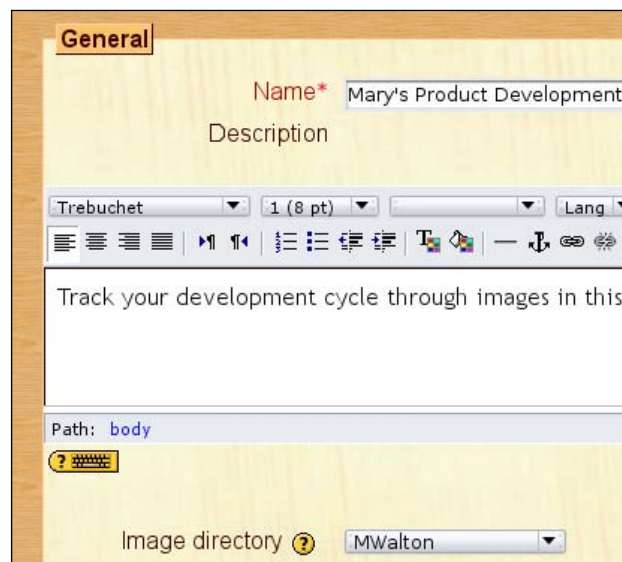 General
Name* Mary's Product Development
Description
Trebuchet 1 (8 pt) Lang
Track your development cycle through images in this
Path: body
?
Image directory ? MWalton